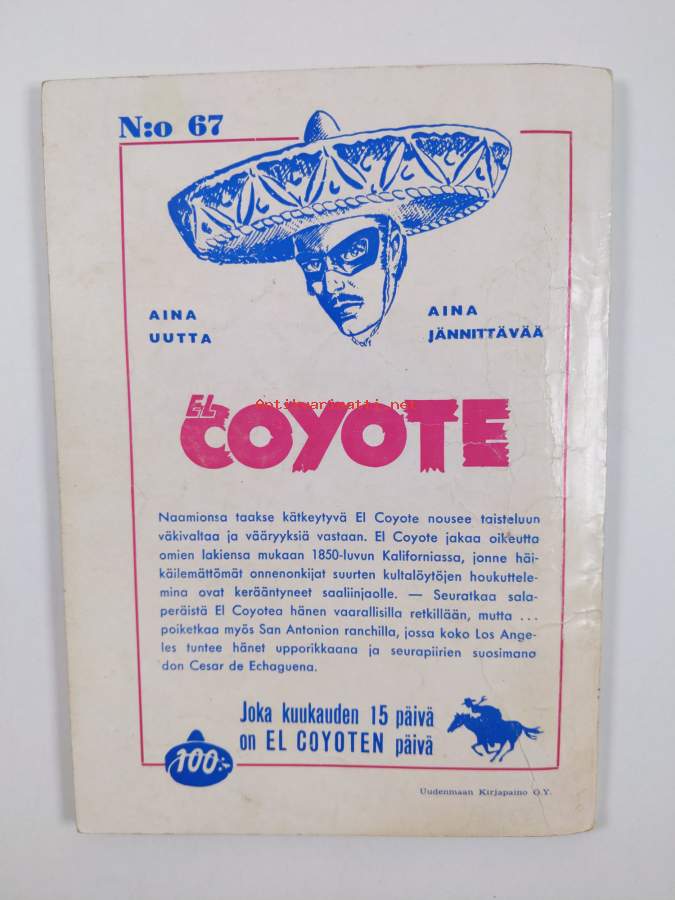 N:o 67
AINA
UUTTA
AINA
JÄNNITTÄVÄÄ
EL
COYOTE
Antikvariaatti.net
Naamionsa taakse kätkeytyvä El Coyote nousee taisteluun
väkivaltaa ja vääryyksiä vastaan. El Coyote jakaa oikeutta
omien lakiensa mukaan 1850-luvun Kaliforniassa, jonne häi-
käilemättömät onnenonkijat suurten kultalöytöjen houkuttele-
mina ovat kerääntyneet saaliinjaolle. — Seuratkaa sala-
peräistä El Coyotea hänen vaarallisilla retkillään, mutta ...
poiketkaa myös San Antonion ranchilla, jossa koko Los Ange-
les tuntee hänet upporikkaana ja seurapiirien suosimana
don Cesar de Echaguena.
Joka kuukauden 15 päivä
on EL COYOTEN päivä
100:-
Uudenmaan Kirjapaino O.Y.